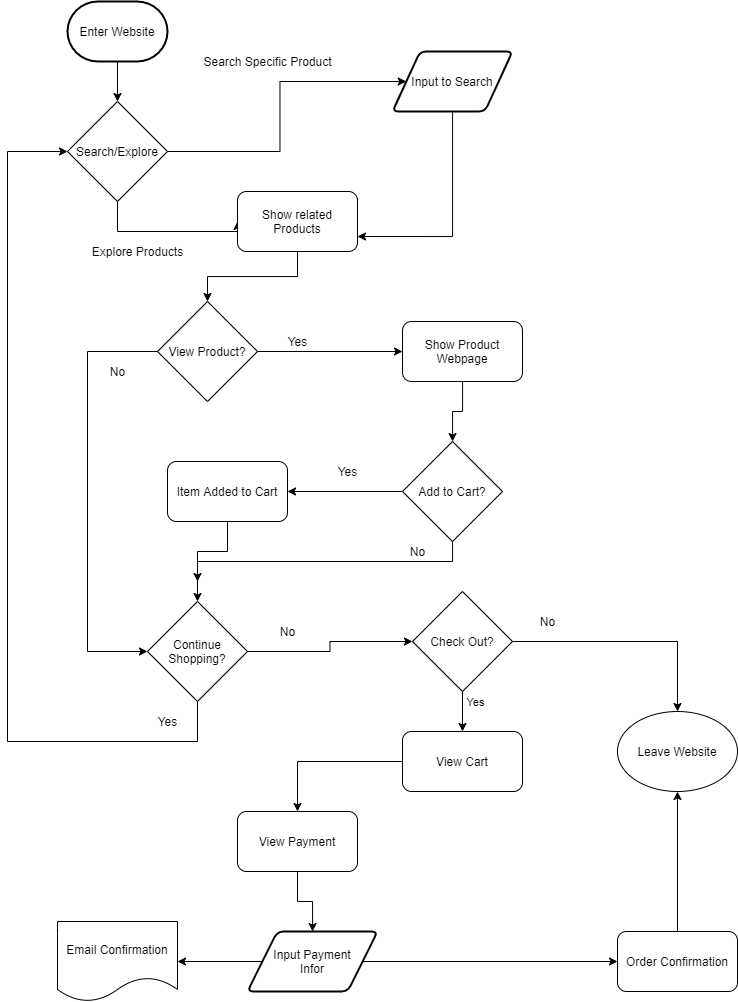 Enter Website
Search Specific Product
Input to Search
Search/Explore
Show related
Products
Explore Products
View Product?
Yes
Show Product
Webpage
No
Yes
Item Added to Cart
Add to Cart?
No
Continue
Shopping?
No
Check Out?
No
Yes
Yes
Leave Website
View Cart
View Payment
Email Confirmation
Input Payment
Infor
Order Confirmation